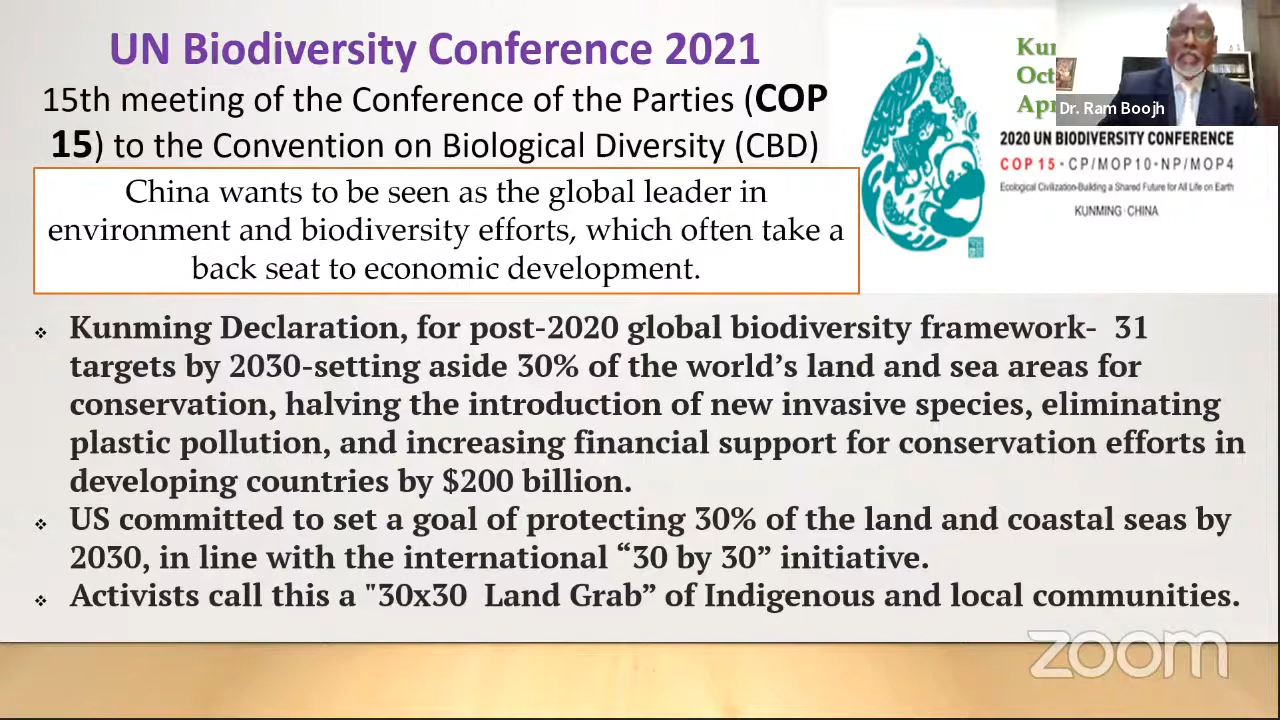 UN Biodiversity Conference 2021
15th meeting of the Conference of the Parties (COP
15) to the Convention on Biological Diversity (CBD)
China wants to be seen as the global leader in
environment and biodiversity efforts, which often take a
back seat to economic development.
Dr. Ram Boojh
2020 UN BIODIVERSITY CONFERENCE
COP 15 · CP/MOP10 · NP/MOP4
Ecological Civilization-Building a Shared Future for All Life on Earth
KUNMING · CHINA
❖ Kunming Declaration, for post-2020 global biodiversity framework- 31
targets by 2030-setting aside 30% of the world’s land and sea areas for
conservation, halving the introduction of new invasive species, eliminating
plastic pollution, and increasing financial support for conservation efforts in
developing countries by $200 billion.
❖ US committed to set a goal of protecting 30% of the land and coastal seas by
2030, in line with the international “30 by 30” initiative.
❖ Activists call this a "30x30 Land Grab” of Indigenous and local communities.
zoom